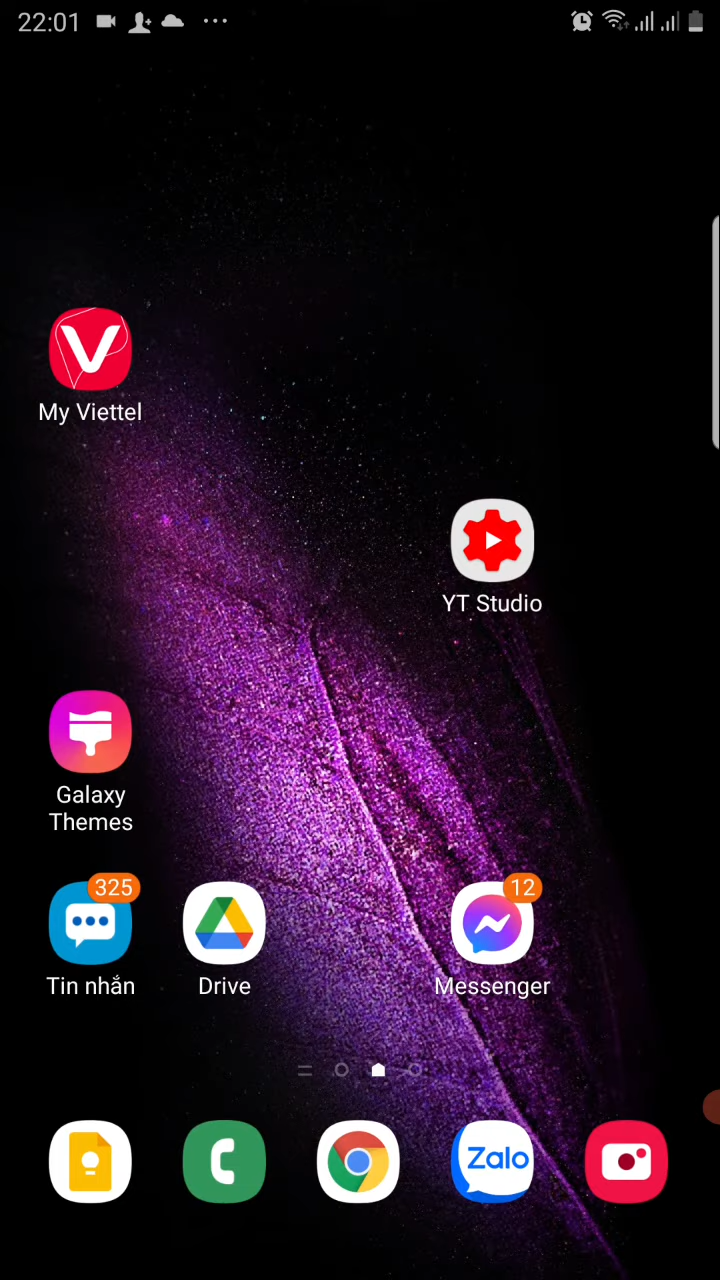 22:01
My Viettel
YT Studio
Galaxy
Themes
325
12
Tin nhắn
Drive
Messenger
Zalo